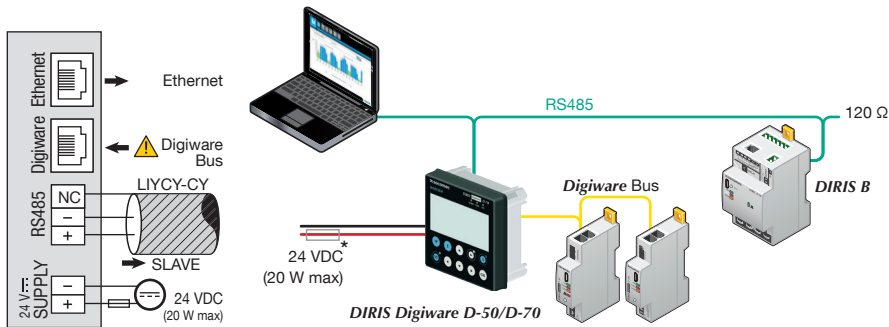 Ethernet
Ethernet
Digiware
Digiware
Bus
RS485
NC
–
+
LIYCY-CY
SLAVE
24 V
SUPPLY
–
+
24 VDC
(20 W max)
RS485
120 Ω
DIRIS B
Digiware Bus
*
24 VDC
(20 W max)
DIRIS Digiware D-50/D-70